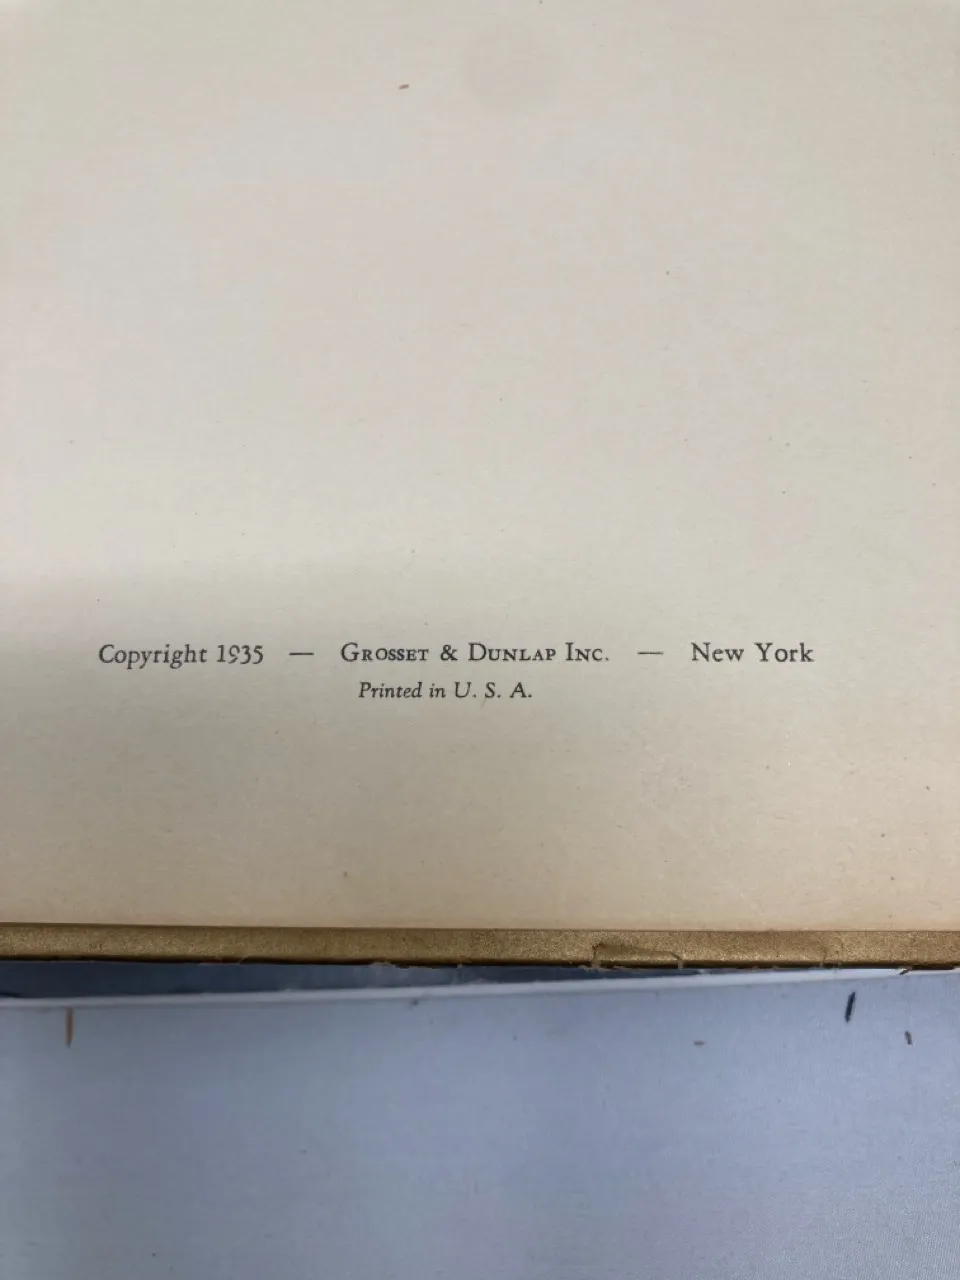 Copyright 1935 — Grosset & Dunlap Inc. — New York
Printed in U. S. A.